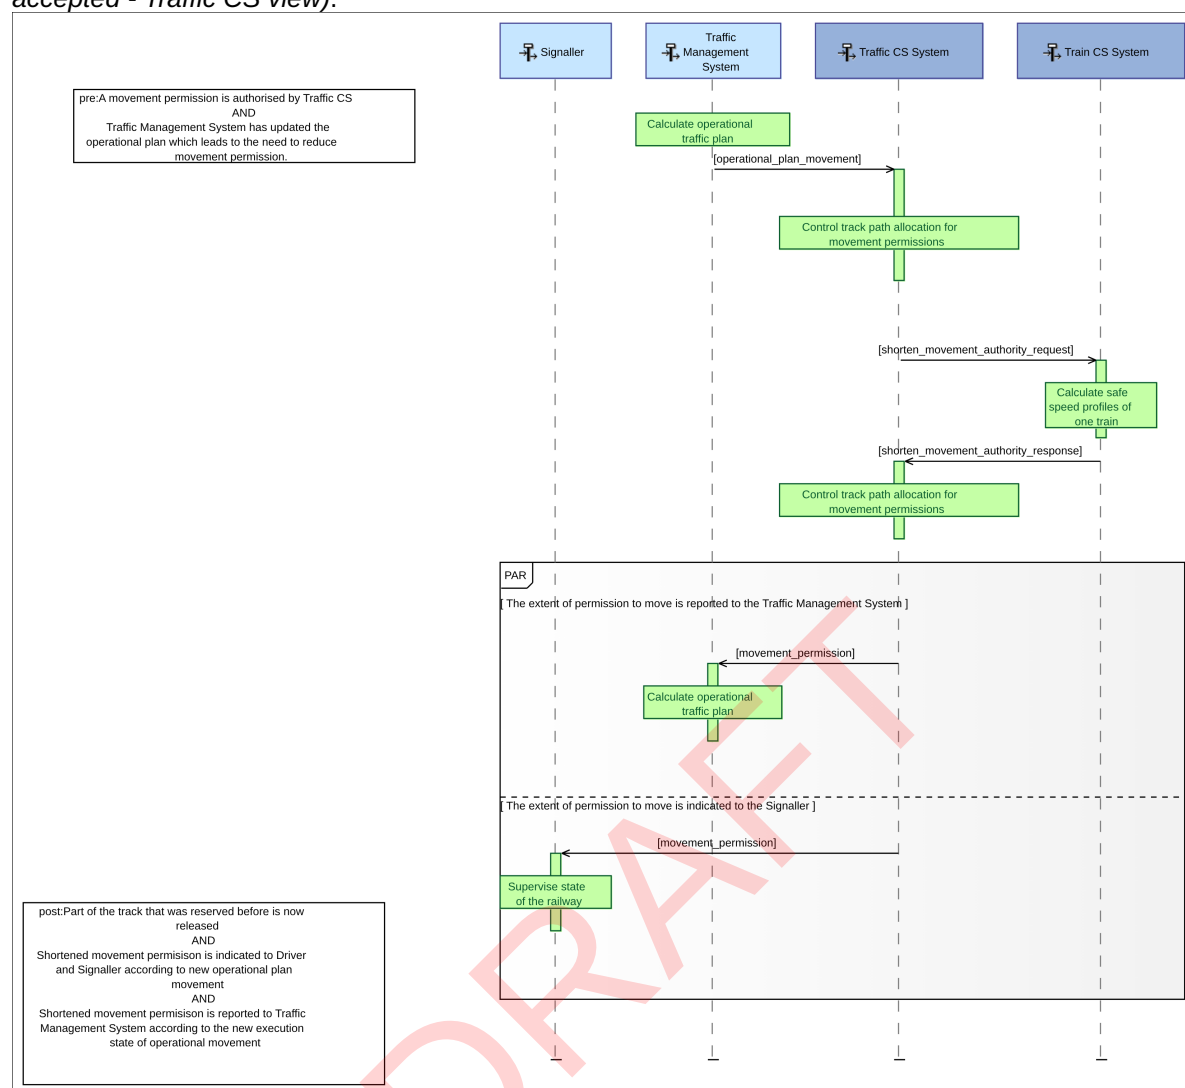 accepted - Traffic CS view).
Signaller
Traffic
Management
System
Traffic CS System
Train CS System
pre:A movement permission is authorised by Traffic CS
AND
Traffic Management System has updated the
operational plan which leads to the need to reduce
movement permission.
Calculate operational
traffic plan
[operational_plan_movement]
Control track path allocation for
movement permissions
[shorten_movement_authority_request]
Calculate safe
speed profiles of
one train
[shorten_movement_authority_response]
Control track path allocation for
movement permissions
PAR
[ The extent of permission to move is reported to the Traffic Management System ]
[movement_permission]
Calculate operational
traffic plan
[ The extent of permission to move is indicated to the Signaller ]
[movement_permission]
Supervise state
of the railway
post:Part of the track that was reserved before is now
released
AND
Shortened movement permisison is indicated to Driver
and Signaller according to new operational plan
movement
AND
Shortened movement permisison is reported to Traffic
Management System according to the new execution
state of operational movement
DRAFT